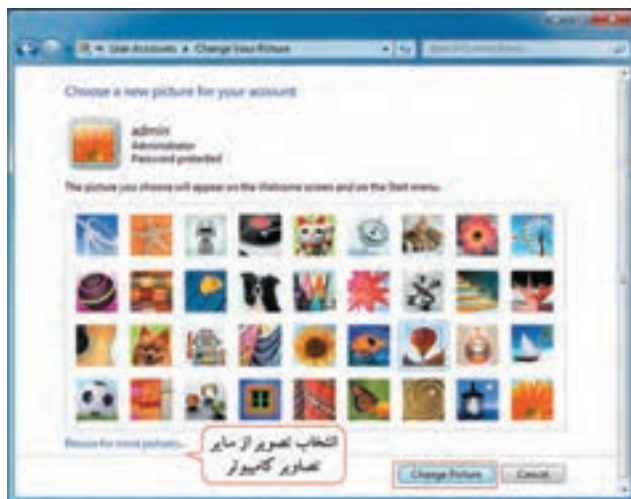 User Accounts ▸ Change Your Picture
Choose a new picture for your account
admin
Administrator
Password protected
The picture you choose will appear on the Welcome screen and on the Start menu.
Browse for more pictures...
انتخاب تصویر از سایر
تصاویر کامپیوتر
Change Picture
Cancel